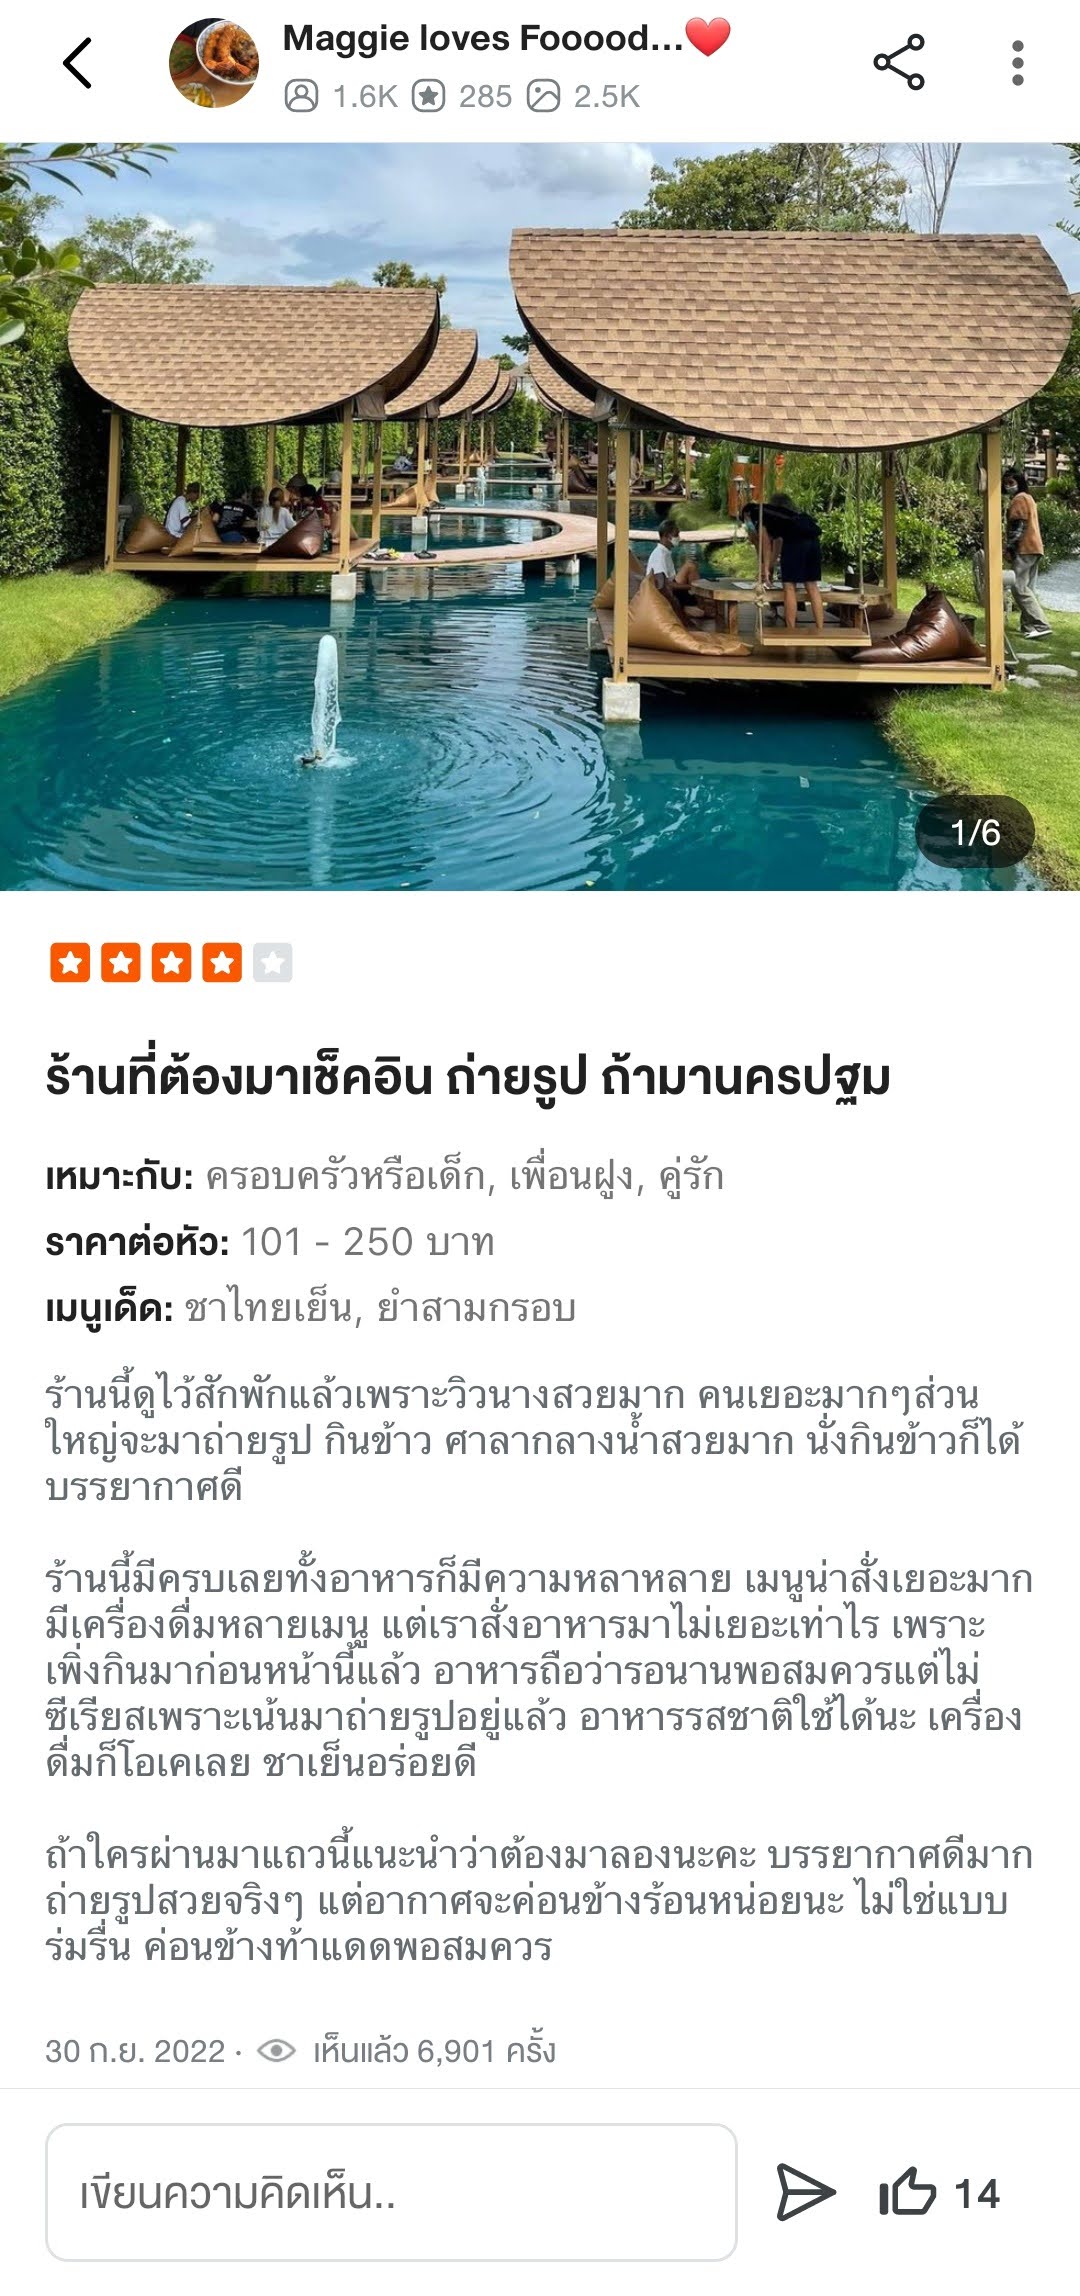 Maggie loves Fooood...❤️
1.6K 285 2.5K
1/6
ร้านที่ต้องมาเช็คอิน ถ่ายรูป ถ้ามานครปฐม
เหมาะกับ: ครอบครัวหรือเด็ก, เพื่อนฝูง, คู่รัก
ราคาต่อหัว: 101 - 250 บาท
เมนูเด็ด: ชาไทยเย็น, ยำสามกรอบ
ร้านนี้ดูไว้สักพักแล้วเพราะวิวนางสวยมาก คนเยอะมากๆส่วน
ใหญ่จะมาถ่ายรูป กินข้าว ศาลากลางน้ำสวยมาก นั่งกินข้าวก็ได้
บรรยากาศดี
ร้านนี้มีครบเลยทั้งอาหารก็มีความหลาหลาย เมนูน่าสั่งเยอะมาก
มีเครื่องดื่มหลายเมนู แต่เราสั่งอาหารมาไม่เยอะเท่าไร เพราะ
เพิ่งกินมาก่อนหน้านี้แล้ว อาหารถือว่ารอนานพอสมควรแต่ไม่
ซีเรียสเพราะเน้นมาถ่ายรูปอยู่แล้ว อาหารรสชาติใช้ได้นะ เครื่อง
ดื่มก็โอเคเลย ชาเย็นอร่อยดี
ถ้าใครผ่านมาแถวนี้แนะนำว่าต้องมาลองนะคะ บรรยากาศดีมาก
ถ่ายรูปสวยจริงๆ แต่อากาศจะค่อนข้างร้อนหน่อยนะ ไม่ใช่แบบ
ร่มรื่น ค่อนข้างท้าแดดพอสมควร
30 ก.ย. 2022 · เห็นแล้ว 6,901 ครั้ง
เขียนความคิดเห็น..
14